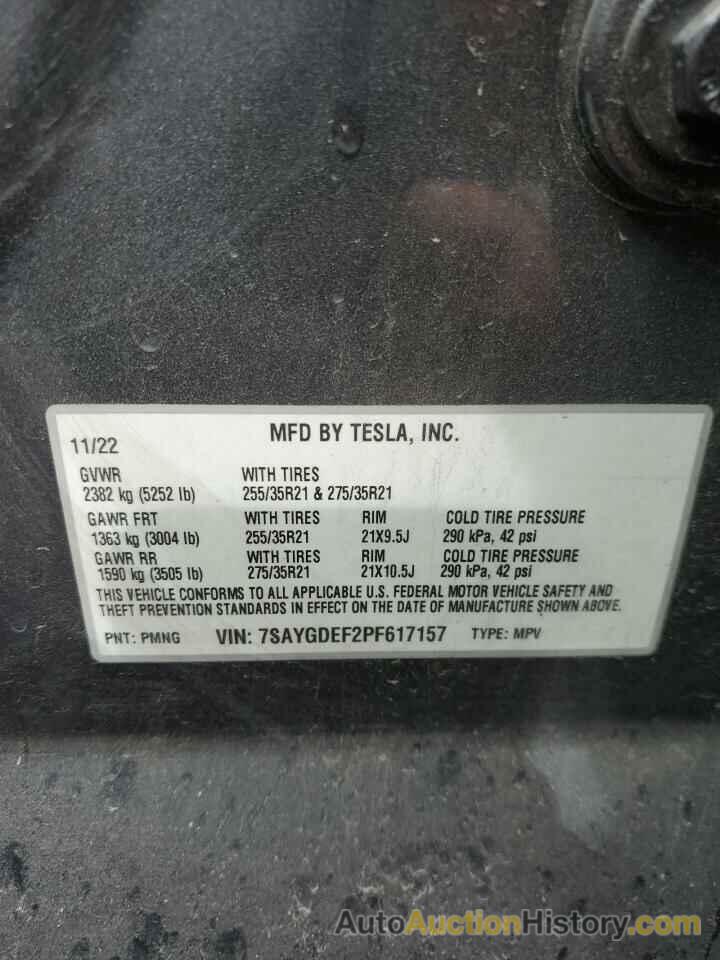 11/22 MFD BY TESLA, INC.
GVWR WITH TIRES
2382 kg (5252 lb) 255/35R21 & 275/35R21
GAWR FRT WITH TIRES RIM COLD TIRE PRESSURE
1363 kg (3004 lb) 255/35R21 21X9.5J 290 kPa, 42 psi
GAWR RR WITH TIRES RIM COLD TIRE PRESSURE
1590 kg (3505 lb) 275/35R21 21X10.5J 290 kPa, 42 psi
THIS VEHICLE CONFORMS TO ALL APPLICABLE U.S. FEDERAL MOTOR VEHICLE SAFETY AND
THEFT PREVENTION STANDARDS IN EFFECT ON THE DATE OF MANUFACTURE SHOWN ABOVE.
PNT: PMNG VIN: 7SAYGDEF2PF617157 TYPE: MPV
AutoAuctionHistory.com